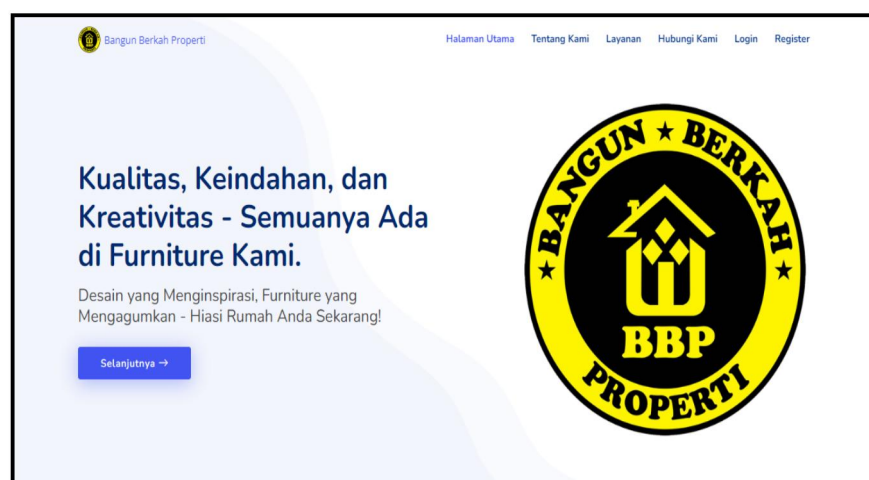 Bangun Berkah Properti
Halaman Utama Tentang Kami Layanan Hubungi Kami Login Register
Kualitas, Keindahan, dan
Kreativitas - Semuanya Ada
di Furniture Kami.
Desain yang Menginspirasi, Furniture yang
Mengagumkan - Hiasi Rumah Anda Sekarang!
Selanjutnya →
★ BANGUN ★ BERKAH ★
BBP
PROPERTI